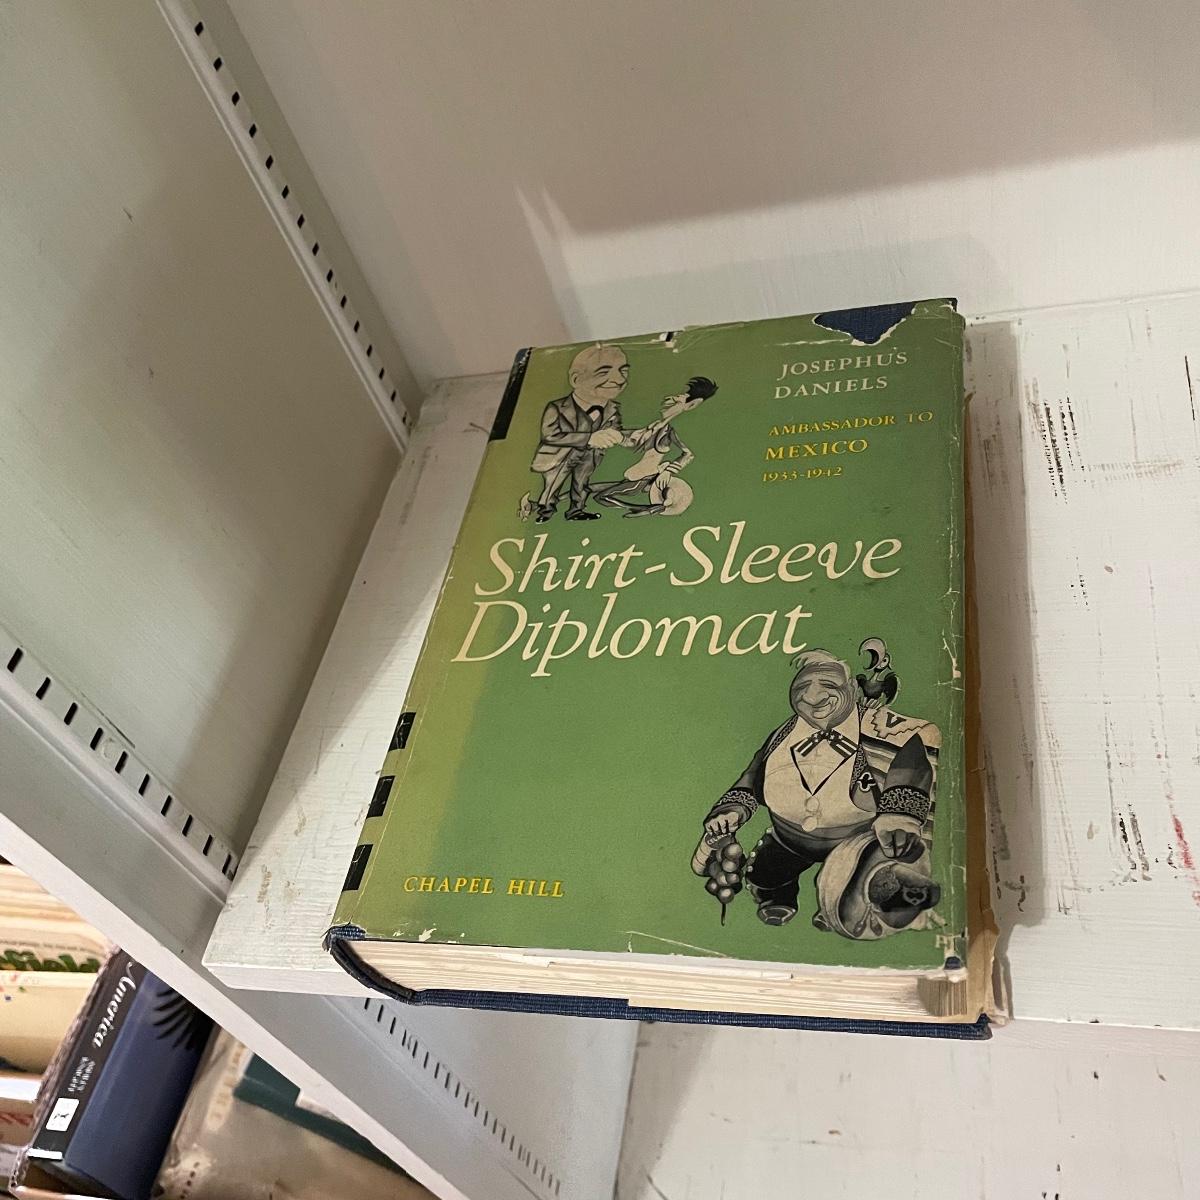 JOSEPHUS
DANIELS
AMBASSADOR TO
MEXICO
1933-1942
Shirt-Sleeve
Diplomat
V
CHAPEL HILL
America